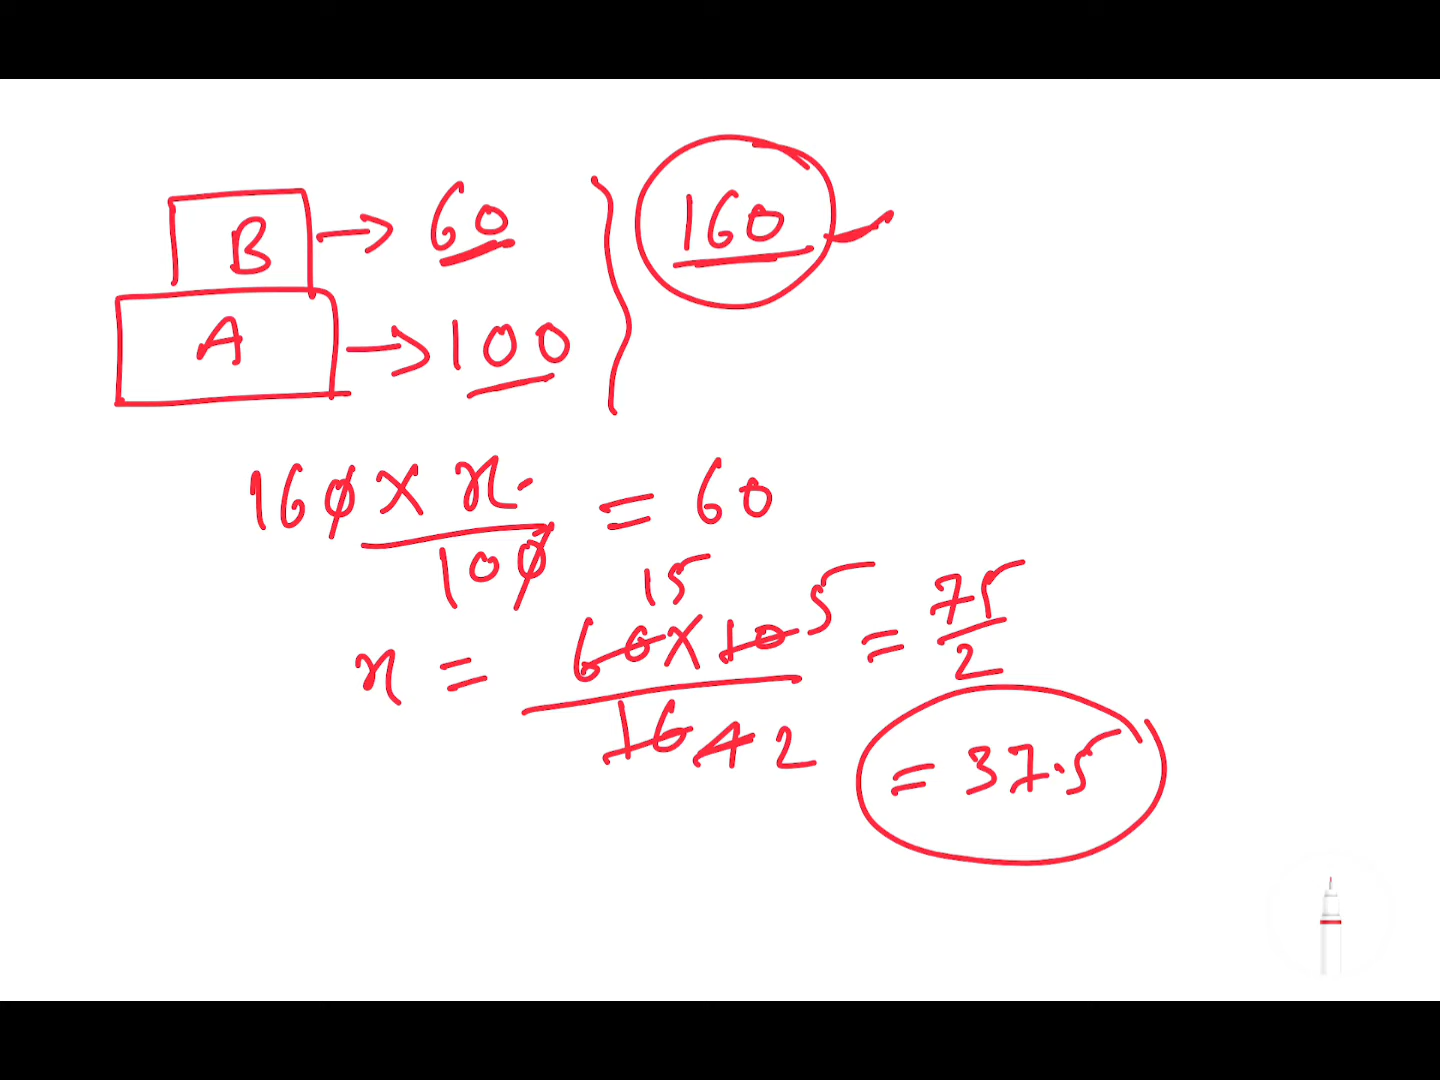 B → 60
A → 100
160
160 × x / 100 = 60
15
x = 60 × 10 5 / 16 4 2 = 75 / 2
= 37.5